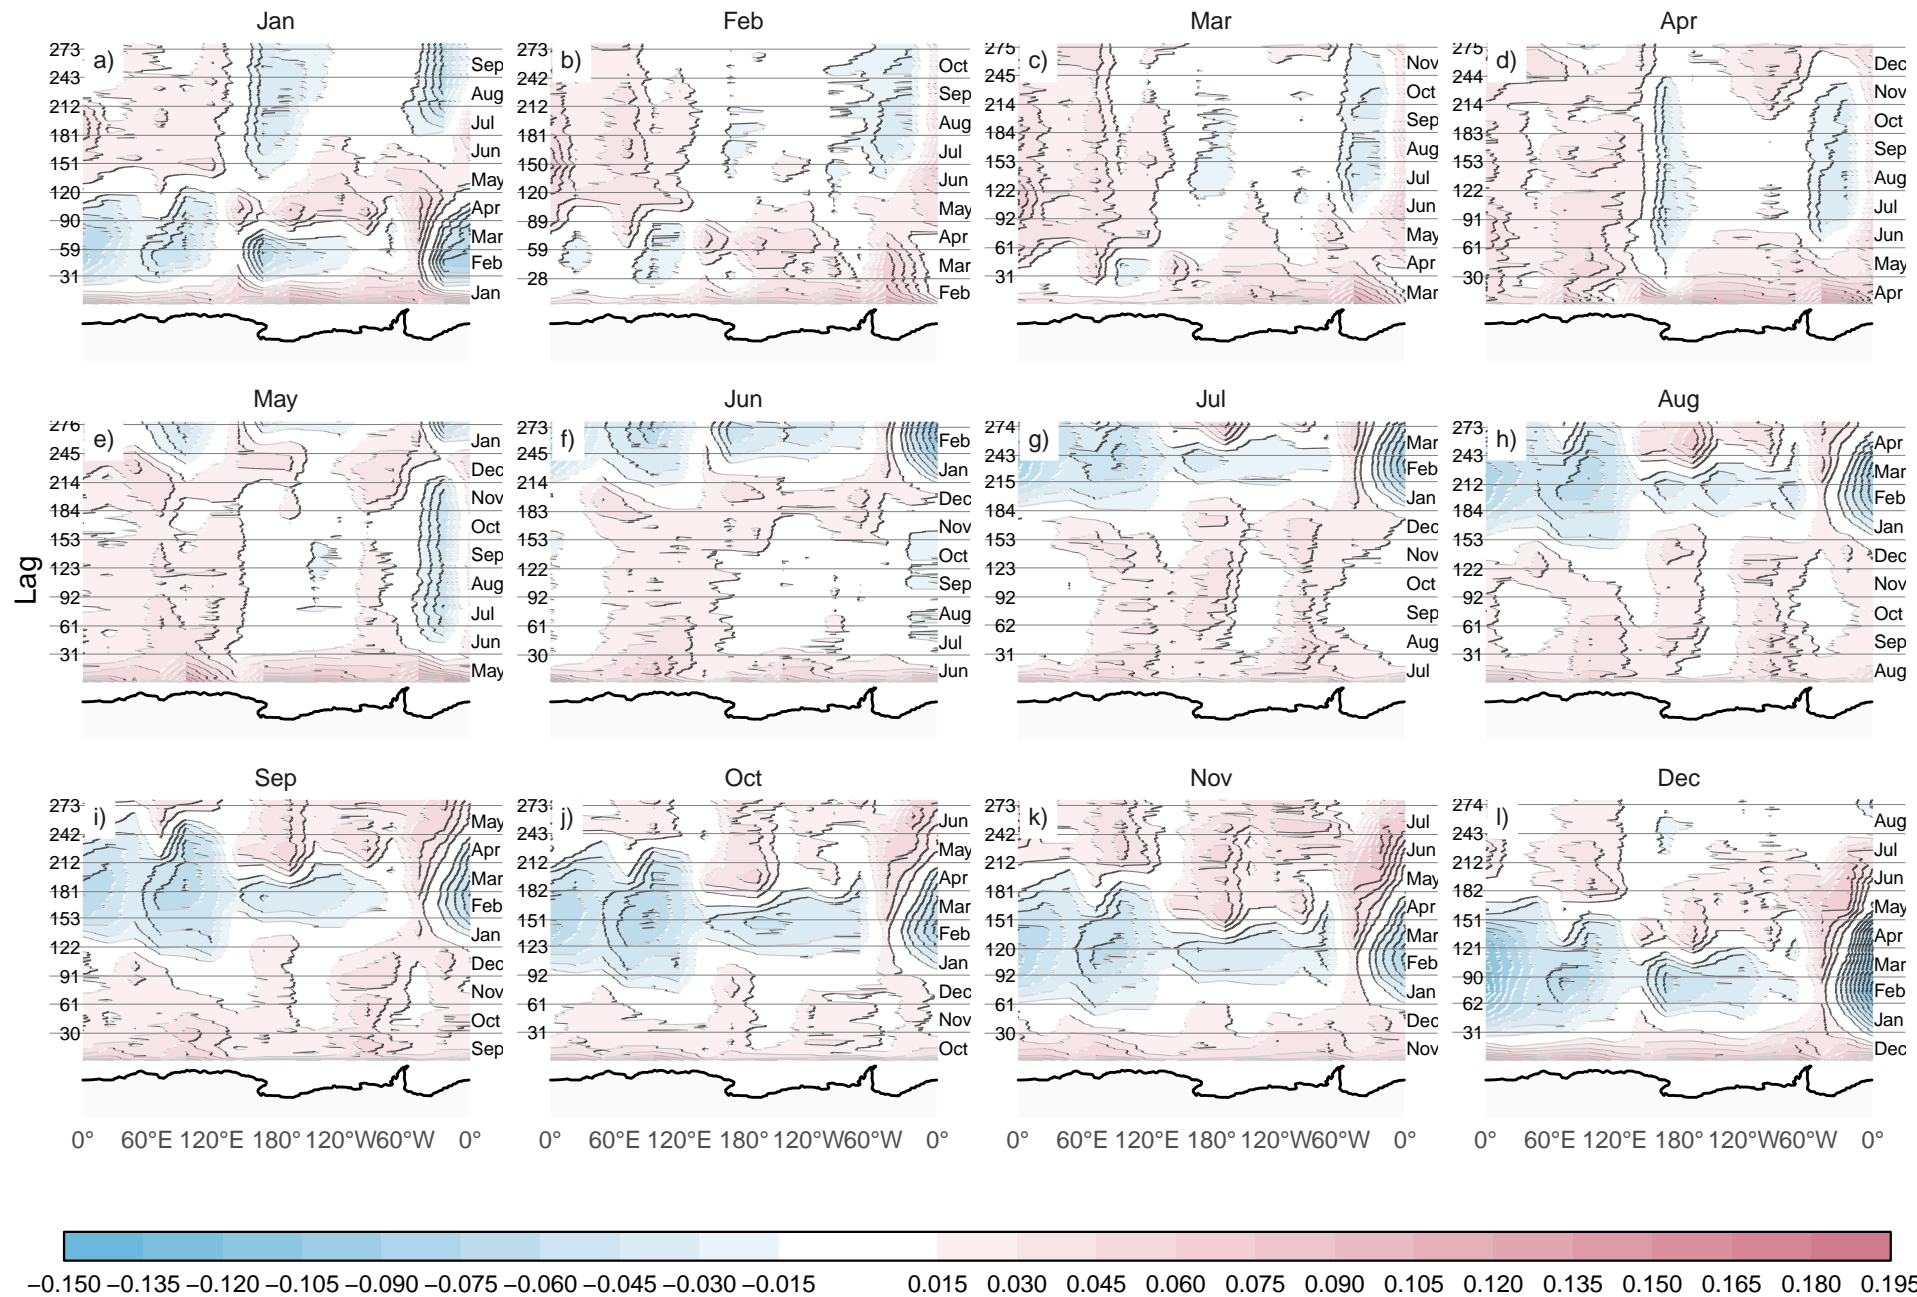 Jan Feb Mar Apr
a) b) c) d)
273 243 212 181 151 120 90 59 31
Sep Aug Jul Jun May Apr Mar Feb Jan
273 242 212 181 150 120 89 59 28
Oct Sep Aug Jul Jun May Apr Mar Feb
275 245 214 184 153 122 92 61 31
Nov Oct Sep Aug Jul Jun May Apr Mar
275 244 214 183 153 122 91 61 30
Dec Nov Oct Sep Aug Jul Jun May Apr
May Jun Jul Aug
e) f) g) h)
Lag
276 245 214 184 153 123 92 61 31
Jan Dec Nov Oct Sep Aug Jul Jun May
273 245 214 183 153 122 92 61 30
Feb Jan Dec Nov Oct Sep Aug Jul Jun
274 243 215 184 153 123 92 62 31
Mar Feb Jan Dec Nov Oct Sep Aug Jul
273 243 212 184 153 122 92 61 31
Apr Mar Feb Jan Dec Nov Oct Sep Aug
Sep Oct Nov Dec
i) j) k) l)
273 242 212 181 153 122 91 61 30
May Apr Mar Feb Jan Dec Nov Oct Sep
273 243 212 182 151 123 92 61 31
Jun May Apr Mar Feb Jan Dec Nov Oct
273 242 212 181 151 120 92 61 30
Jul Jun May Apr Mar Feb Jan Dec Nov
274 243 212 182 151 121 90 62 31
Aug Jul Jun May Apr Mar Feb Jan Dec
0° 60°E 120°E 180° 120°W 60°W 0°
0° 60°E 120°E 180° 120°W 60°W 0°
0° 60°E 120°E 180° 120°W 60°W 0°
0° 60°E 120°E 180° 120°W 60°W 0°
−0.150 −0.135 −0.120 −0.105 −0.090 −0.075 −0.060 −0.045 −0.030 −0.015 0.015 0.030 0.045 0.060 0.075 0.090 0.105 0.120 0.135 0.150 0.165 0.180 0.195